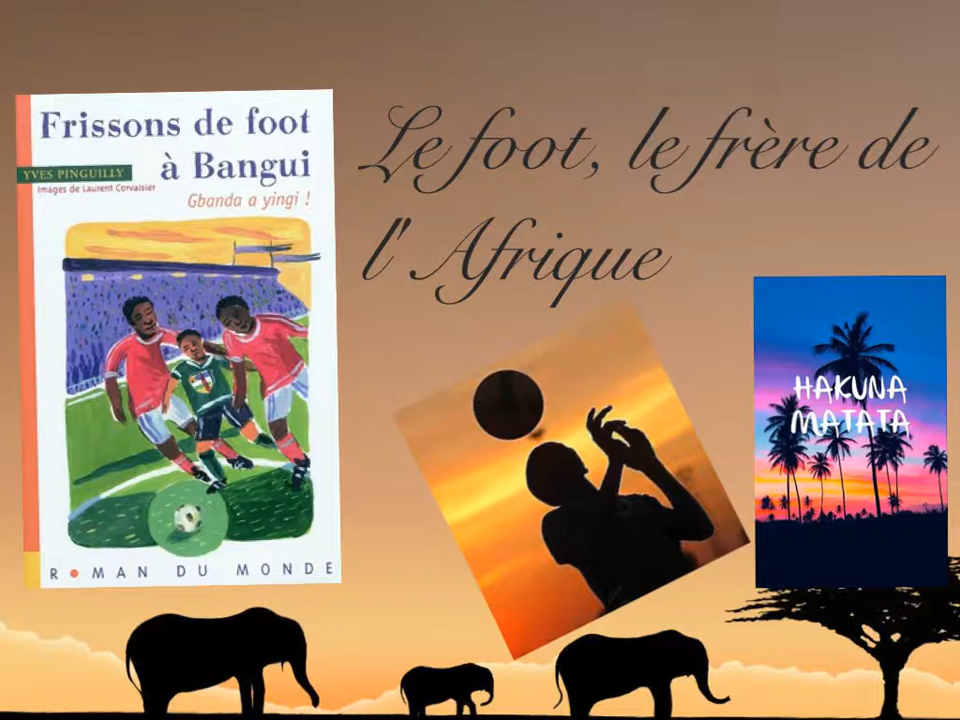 Frissons de foot
à Bangui
YVES PINGUILLY
Images de Laurent Corvaisier
Gbanda a yingi !
ROMAN DU MONDE
Le foot, le frère de
l' Afrique
HAKUNA
MATATA